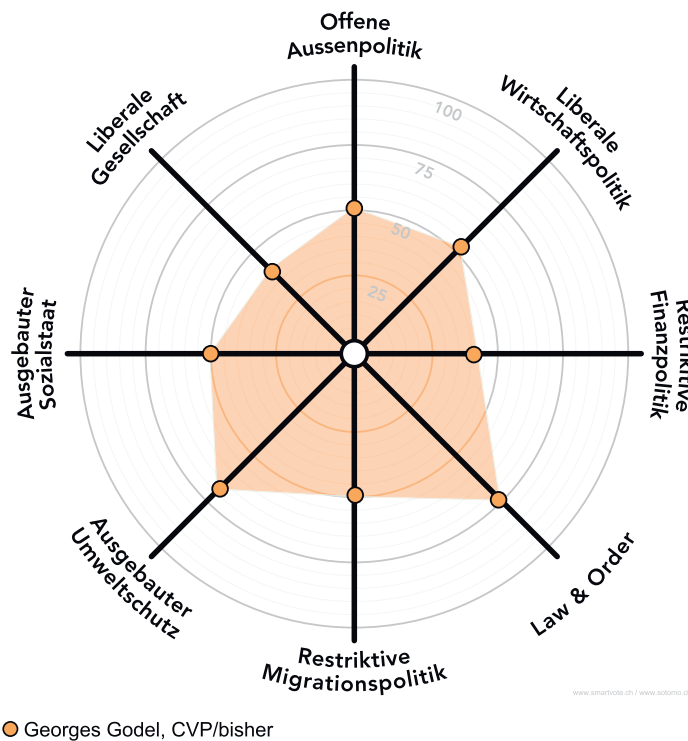 Offene
Aussenpolitik
Liberale
Wirtschaftspolitik
Restriktive
Finanzpolitik
Law & Order
Restriktive
Migrationspolitik
Ausgebauter
Umweltschutz
Ausgebauter
Sozialstaat
Liberale
Gesellschaft
100
75
50
25
www.smartvote.ch / www.sotomo.c
Georges Godel, CVP/bisher